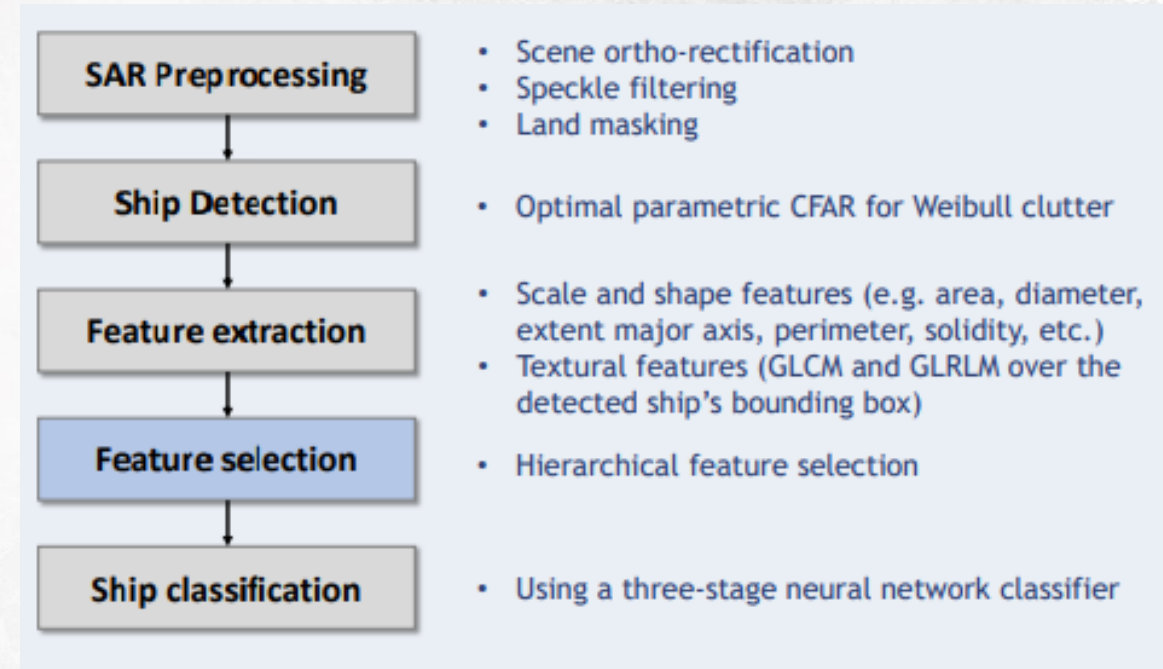 SAR Preprocessing
• Scene ortho-rectification
• Speckle filtering
• Land masking
Ship Detection
• Optimal parametric CFAR for Weibull clutter
Feature extraction
• Scale and shape features (e.g. area, diameter,
extent major axis, perimeter, solidity, etc.)
• Textural features (GLCM and GLRLM over the
detected ship's bounding box)
Feature selection
• Hierarchical feature selection
Ship classification
• Using a three-stage neural network classifier